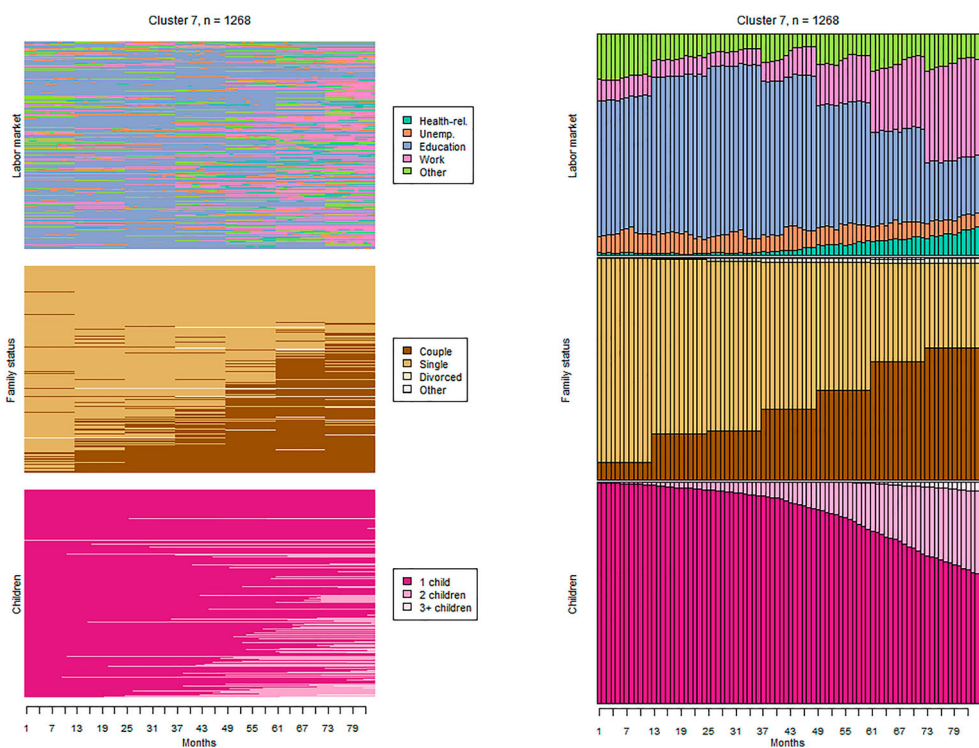 Cluster 7, n = 1268
Labor market
Health-rel.
Unemp.
Education
Work
Other
Family status
Couple
Single
Divorced
Other
Children
1 child
2 children
3+ children
1 7 13 19 25 31 37 43 49 55 61 67 73 79
Months
Cluster 7, n = 1268
Labor market
Family status
Children
1 7 13 19 25 31 37 43 49 55 61 67 73 79
Months